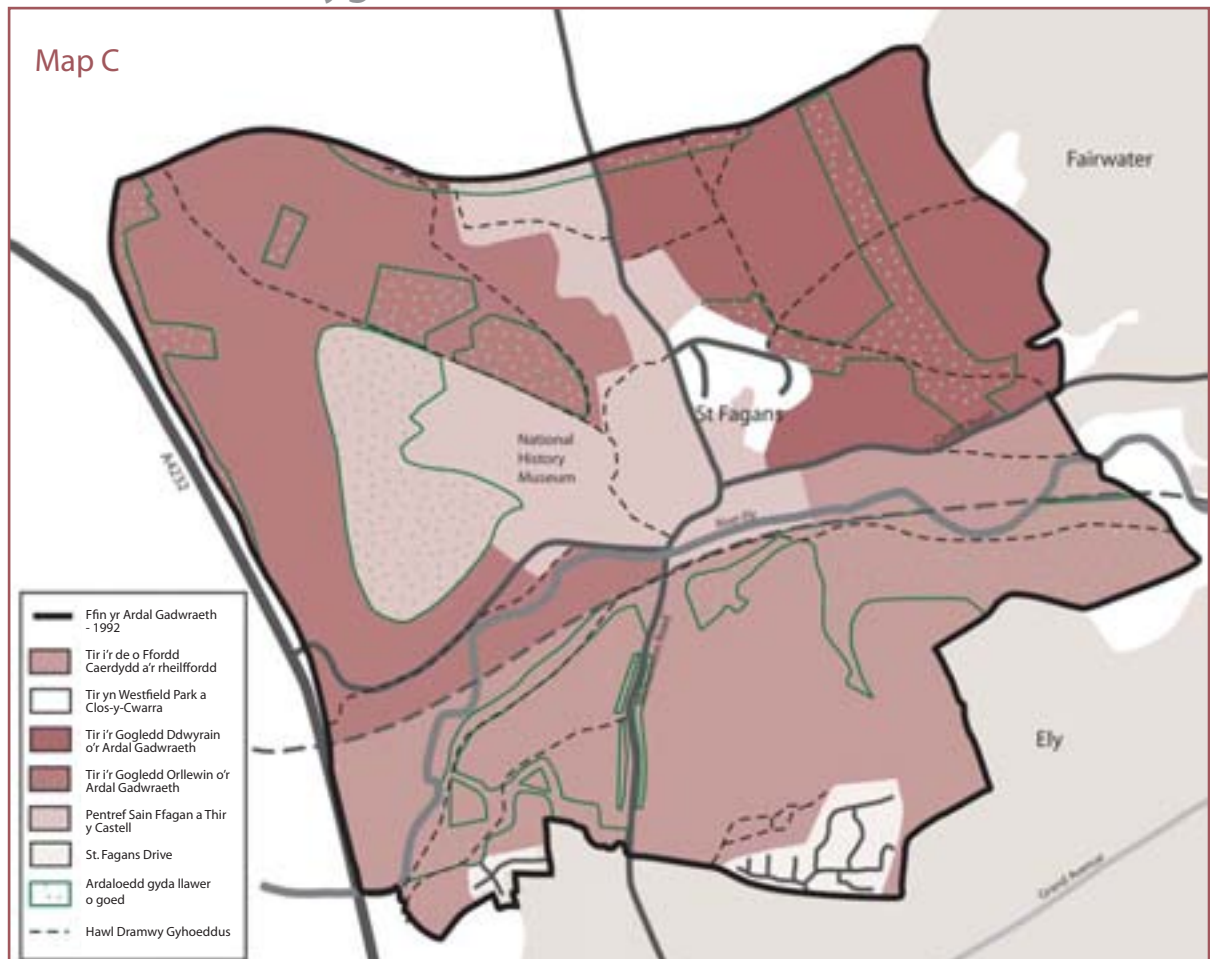 Map C
Fairwater
St Fagans
National
History
Museum
A4232
River Ely
Ely
Grand Avenue
Ffin yr Ardal Gadwraeth
- 1992
Tir i'r de o Ffordd
Caerdydd a'r rheilffordd
Tir yn Westfield Park a
Clos-y-Cwarra
Tir i'r Gogledd Ddwyrain
o'r Ardal Gadwraeth
Tir i'r Gogledd Orllewin o'r
Ardal Gadwraeth
Pentref Sain Ffagan a Thir
y Castell
St. Fagans Drive
Ardaloedd gyda llawer
o goed
Hawl Dramwy Gyhoeddus